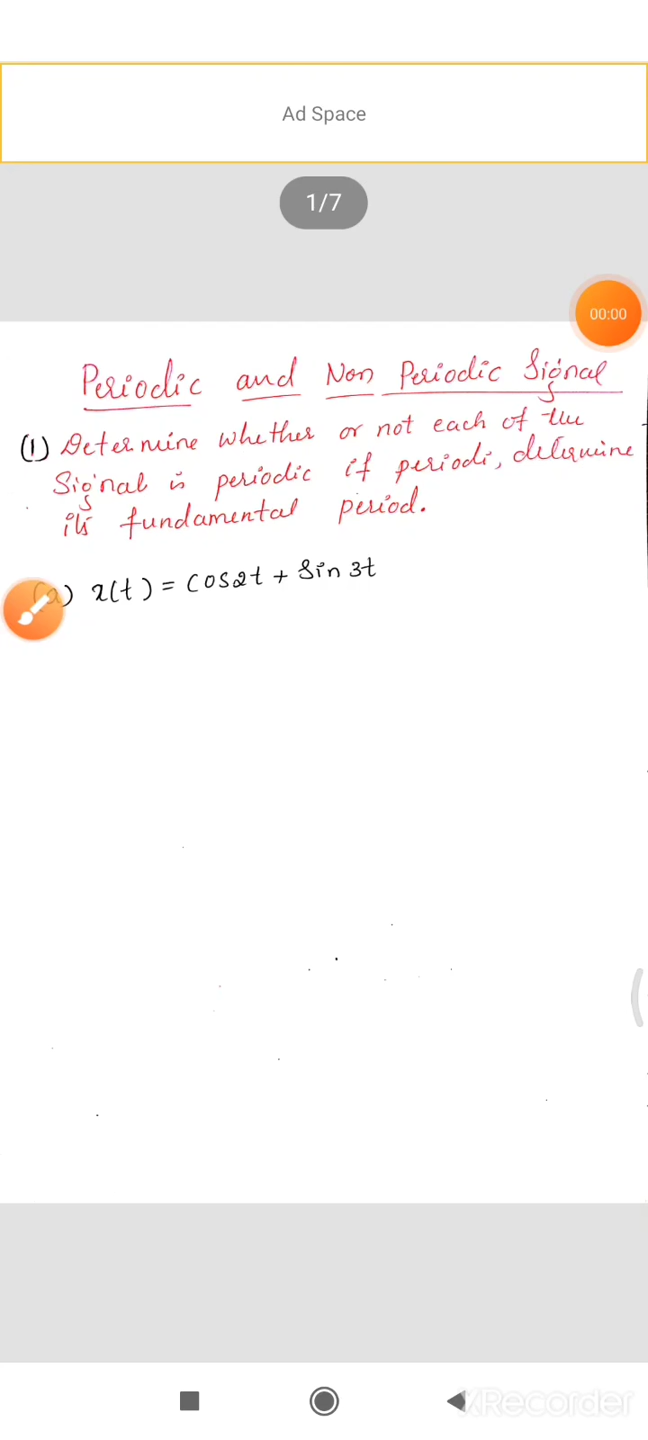 Ad Space
1/7
00:00
Periodic and Non Periodic Signal
(1) Determine whether or not each of the
Signal is periodic if periodi, determine
its fundamental period.
(a) x(t) = cos2t + Sin 3t
XRecorder